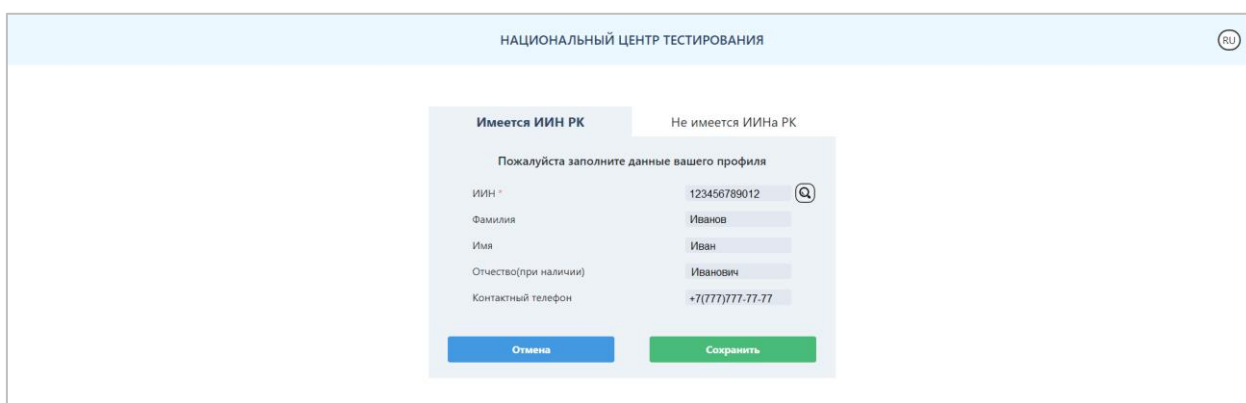 НАЦИОНАЛЬНЫЙ ЦЕНТР ТЕСТИРОВАНИЯ
RU
Имеется ИИН РК
Не имеется ИИНа РК
Пожалуйста заполните данные вашего профиля
ИИН * 123456789012
Фамилия Иванов
Имя Иван
Отчество(при наличии) Иванович
Контактный телефон +7(777)777-77-77
Отмена
Сохранить